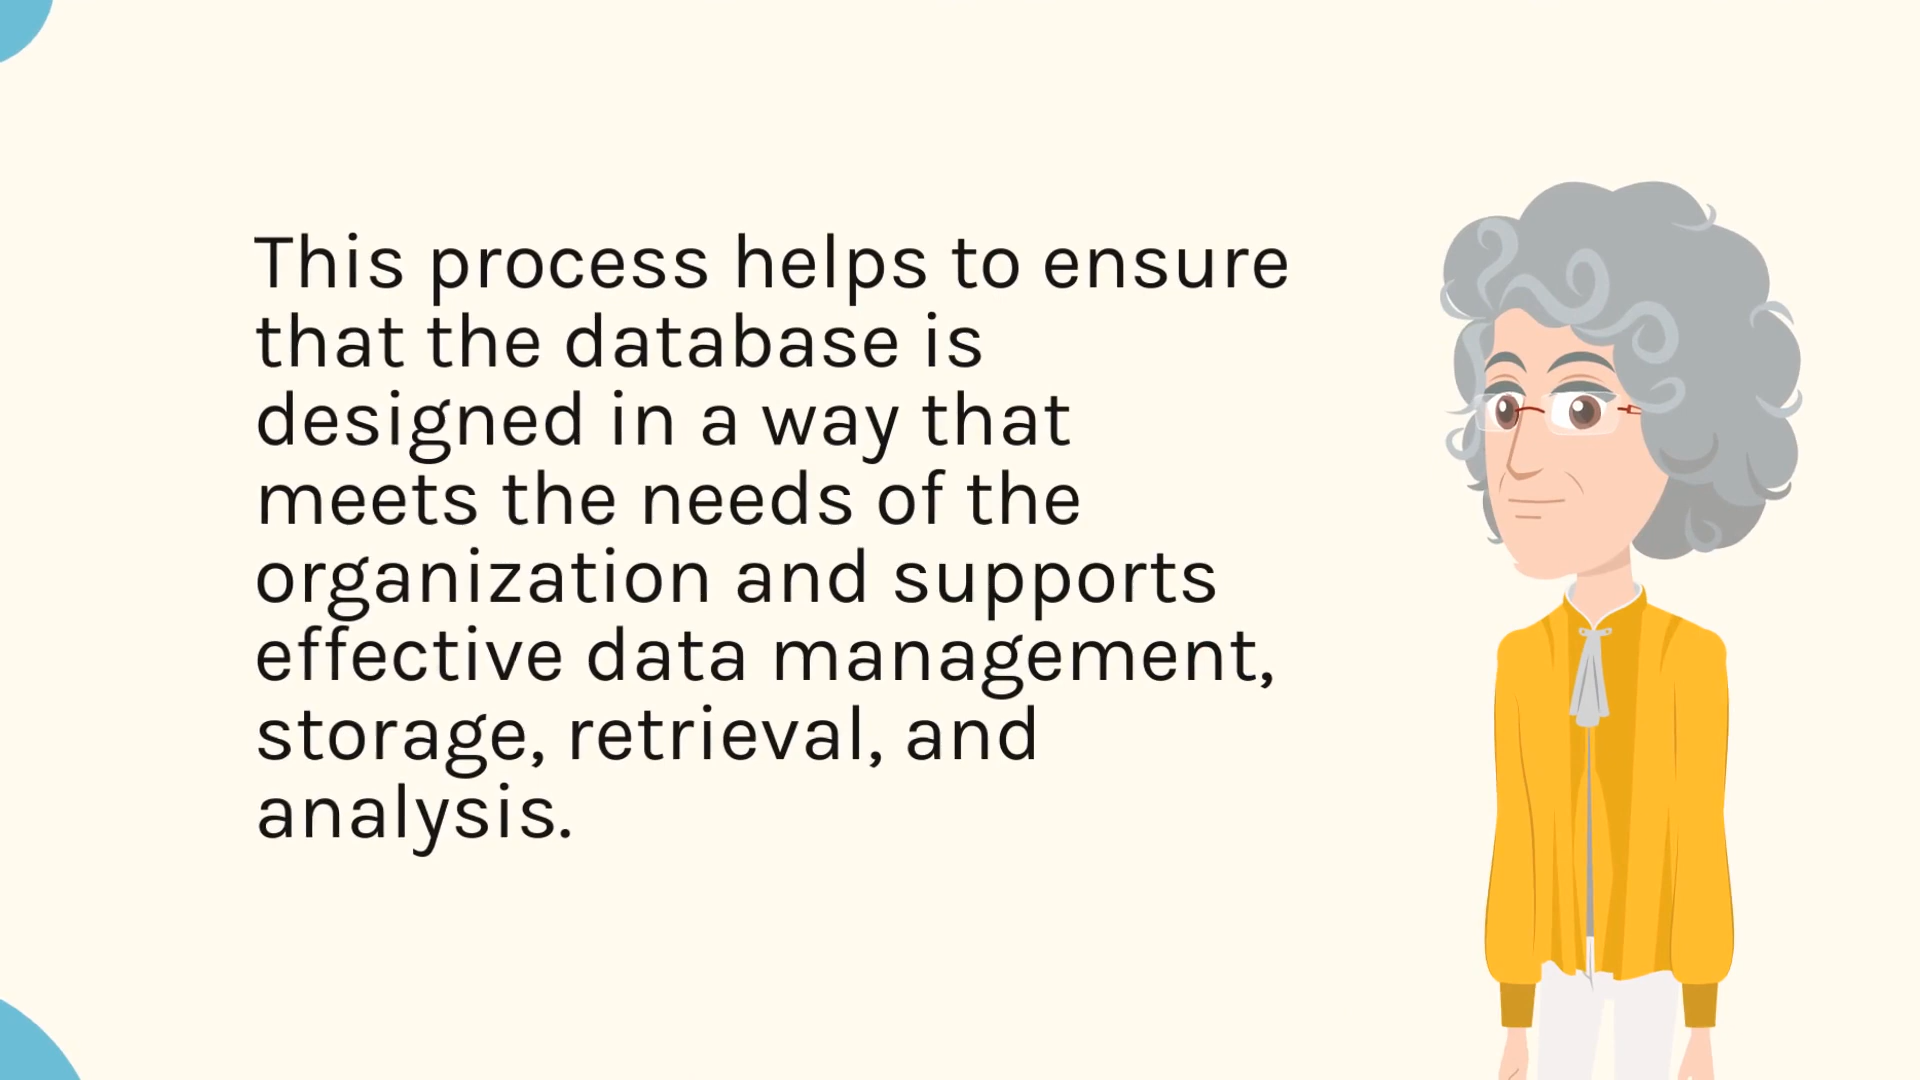 This process helps to ensure
that the database is
designed in a way that
meets the needs of the
organization and supports
effective data management,
storage, retrieval, and
analysis.